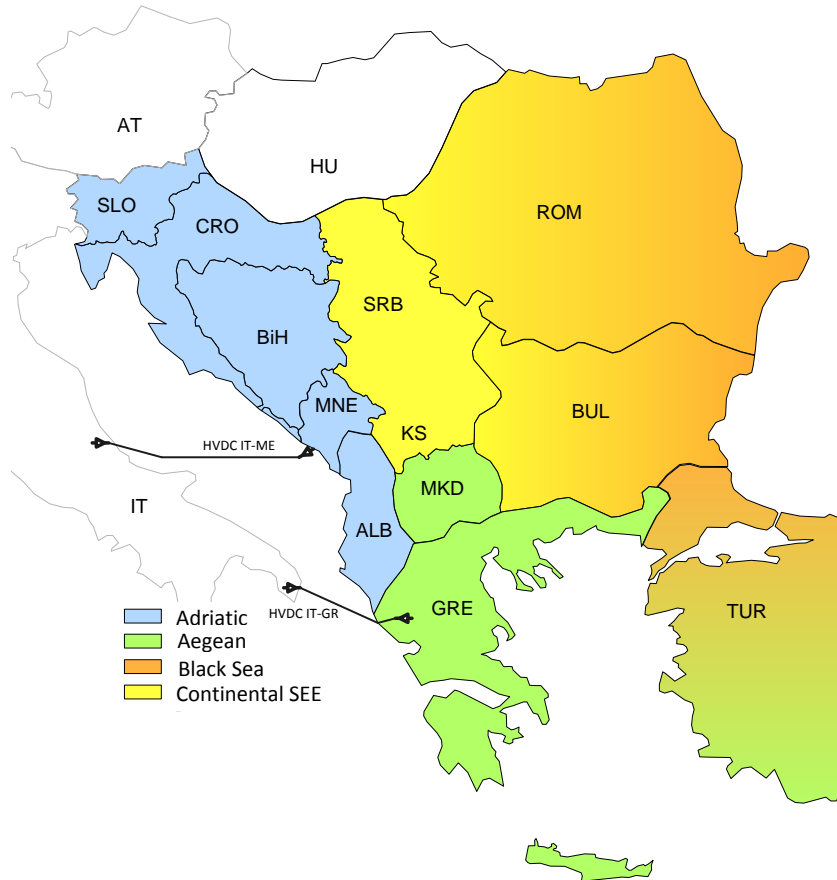 AT
HU
SLO
CRO
ROM
SRB
BiH
MNE
BUL
KS
HVDC IT-ME
MKD
IT
ALB
GRE
TUR
HVDC IT-GR
Adriatic
Aegean
Black Sea
Continental SEE